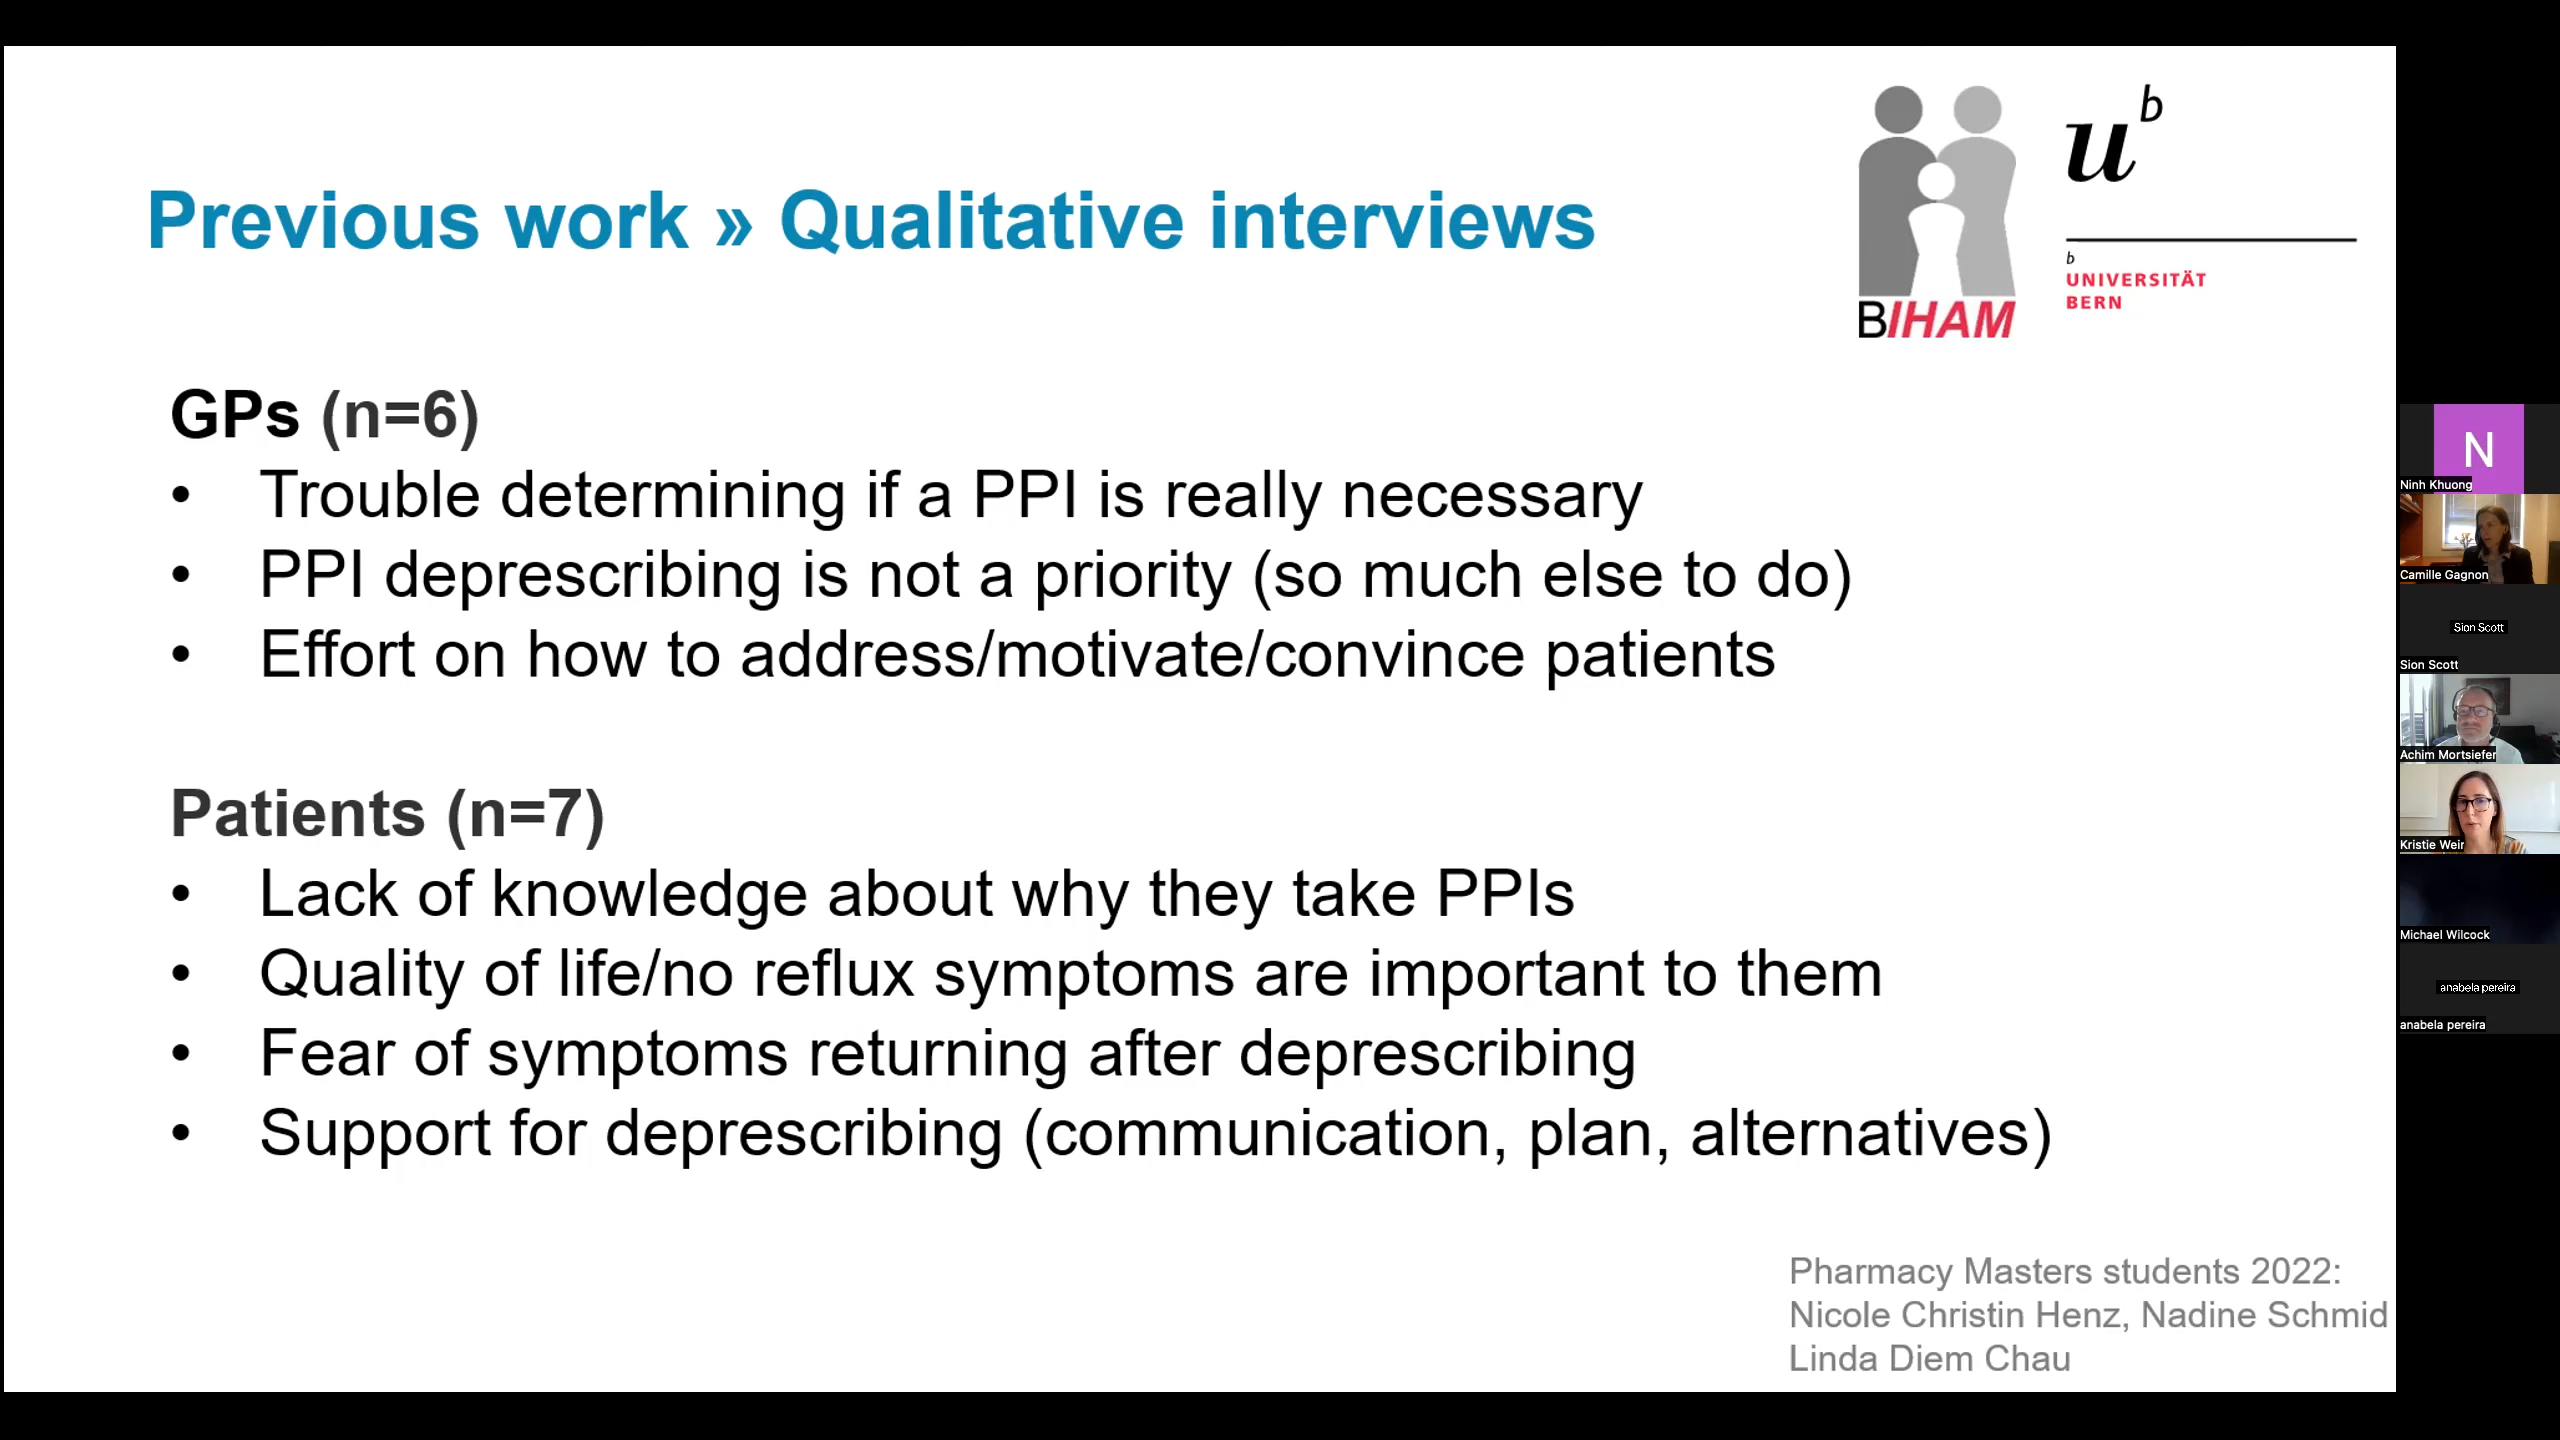 Previous work » Qualitative interviews
BIHAM
u b
b
UNIVERSITÄT
BERN
GPs (n=6)
• Trouble determining if a PPI is really necessary
• PPI deprescribing is not a priority (so much else to do)
• Effort on how to address/motivate/convince patients
Patients (n=7)
• Lack of knowledge about why they take PPIs
• Quality of life/no reflux symptoms are important to them
• Fear of symptoms returning after deprescribing
• Support for deprescribing (communication, plan, alternatives)
Pharmacy Masters students 2022:
Nicole Christin Henz, Nadine Schmid
Linda Diem Chau
N
Ninh Khuong
Camille Gagnon
Sion Scott
Sion Scott
Achim Mortsiefer
Kristie Weir
Michael Wilcock
anabela pereira
anabela pereira